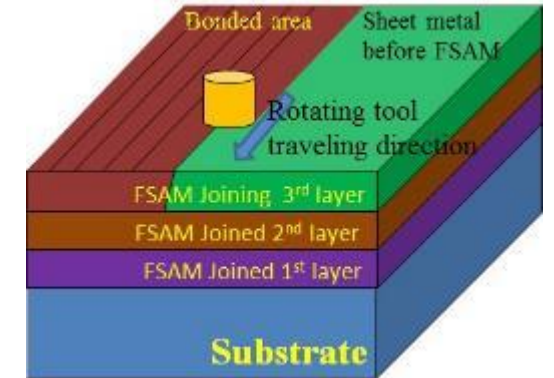 Bonded area
Sheet metal
before FSAM
Rotating tool
traveling direction
FSAM Joining 3rd layer
FSAM Joined 2nd layer
FSAM Joined 1st layer
Substrate